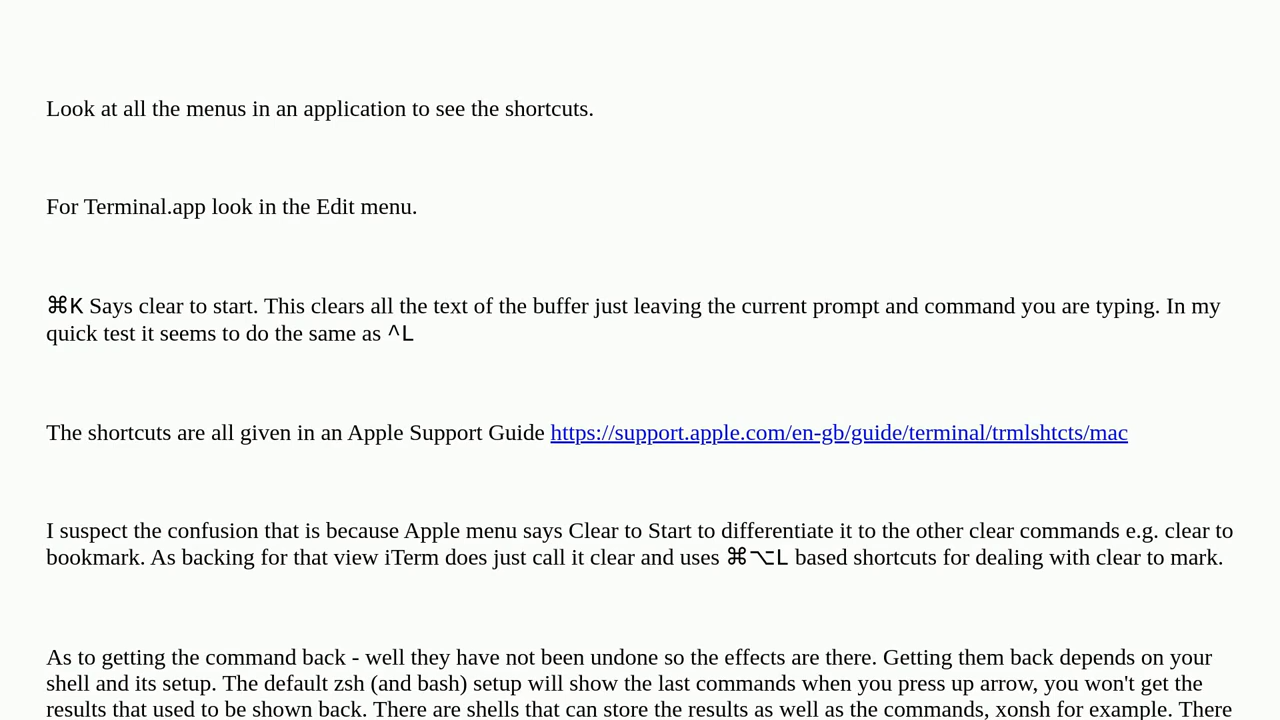 Look at all the menus in an application to see the shortcuts.
For Terminal.app look in the Edit menu.
⌘K Says clear to start. This clears all the text of the buffer just leaving the current prompt and command you are typing. In my
quick test it seems to do the same as ^L
The shortcuts are all given in an Apple Support Guide https://support.apple.com/en-gb/guide/terminal/trmlshtcts/mac
I suspect the confusion that is because Apple menu says Clear to Start to differentiate it to the other clear commands e.g. clear to
bookmark. As backing for that view iTerm does just call it clear and uses ⌘⌥L based shortcuts for dealing with clear to mark.
As to getting the command back - well they have not been undone so the effects are there. Getting them back depends on your
shell and its setup. The default zsh (and bash) setup will show the last commands when you press up arrow, you won't get the
results that used to be shown back. There are shells that can store the results as well as the commands, xonsh for example. There